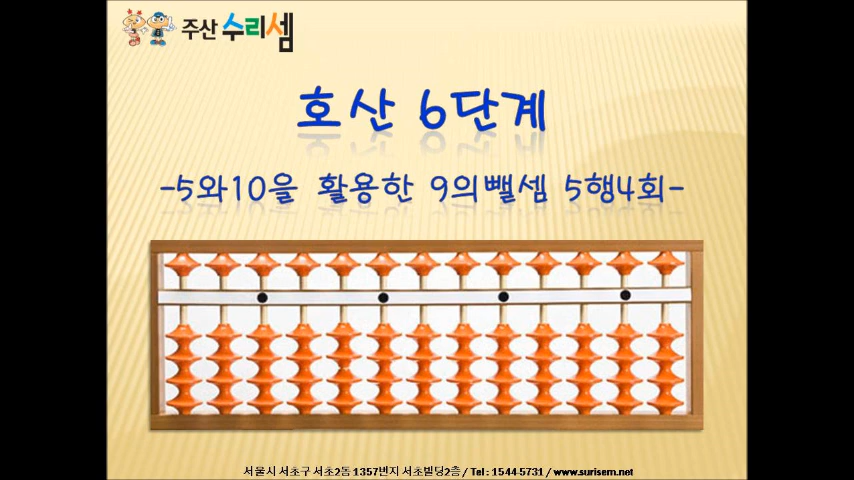 주산 수리셈
호산 6단계
-5와10을 활용한 9의뺄셈 5행4회-
서울시 서초구 서초2동 1357번지 서초빌딩2층 / Tel : 1544-5731 / www.surisem.net